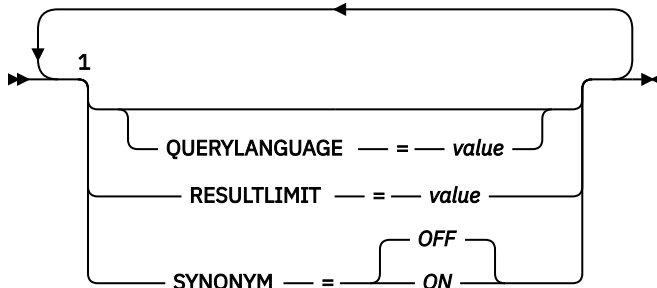 1
QUERYLANGUAGE = value
RESULTLIMIT = value
OFF
SYNONYM = ON